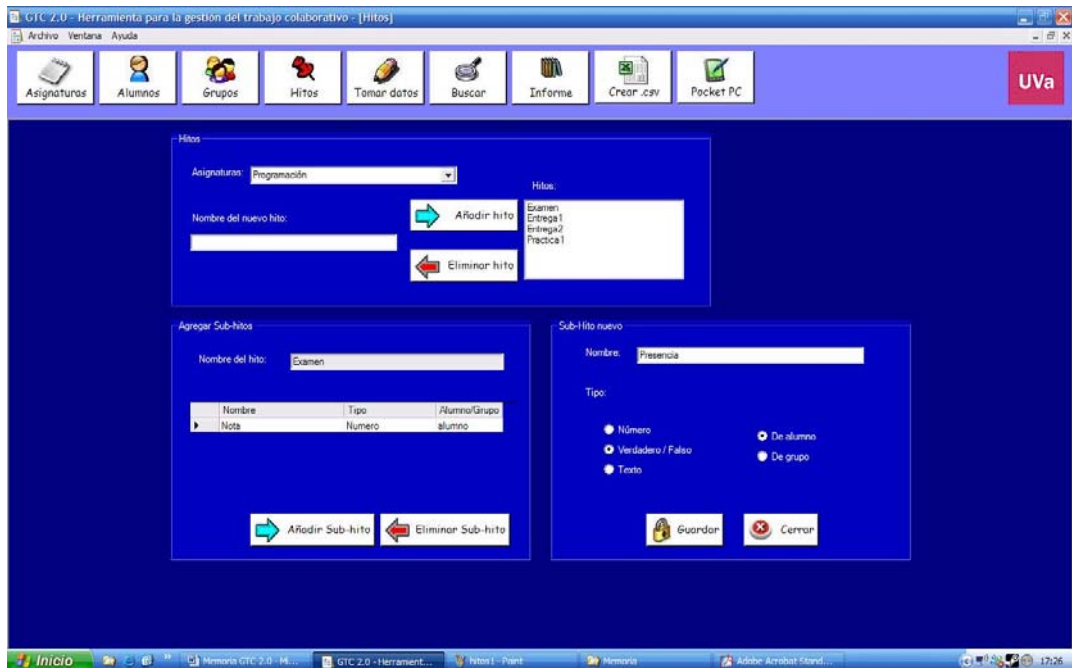 GTC 2.0 - Herramienta para la gestión del trabajo colaborativo - [Hitos]
Archivo Ventana Ayuda
Asignaturas Alumnos Grupos Hitos Tomar datos Buscar Informe Crear .csv Pocket PC UVa
Hitos
Asignaturas: Programación
Hitos:
Nombre del nuevo hito:
Añadir hito
Eliminar hito
Examen
Entrega1
Entrega2
Practica1
Agregar Sub-hitos
Nombre del hito: Examen
Nombre Tipo Alumno/Grupo
Nota Numero alumno
Añadir Sub-hito Eliminar Sub-hito
Sub-Hito nuevo
Nombre: Presencia
Tipo:
Número
Verdadero / Falso
Texto
De alumno
De grupo
Guardar Cerrar
Inicio Memoria GTC 2.0 - M... GTC 2.0 - Herrament... hitos1 - Paint Memoria Adobe Acrobat Stand... 17:26